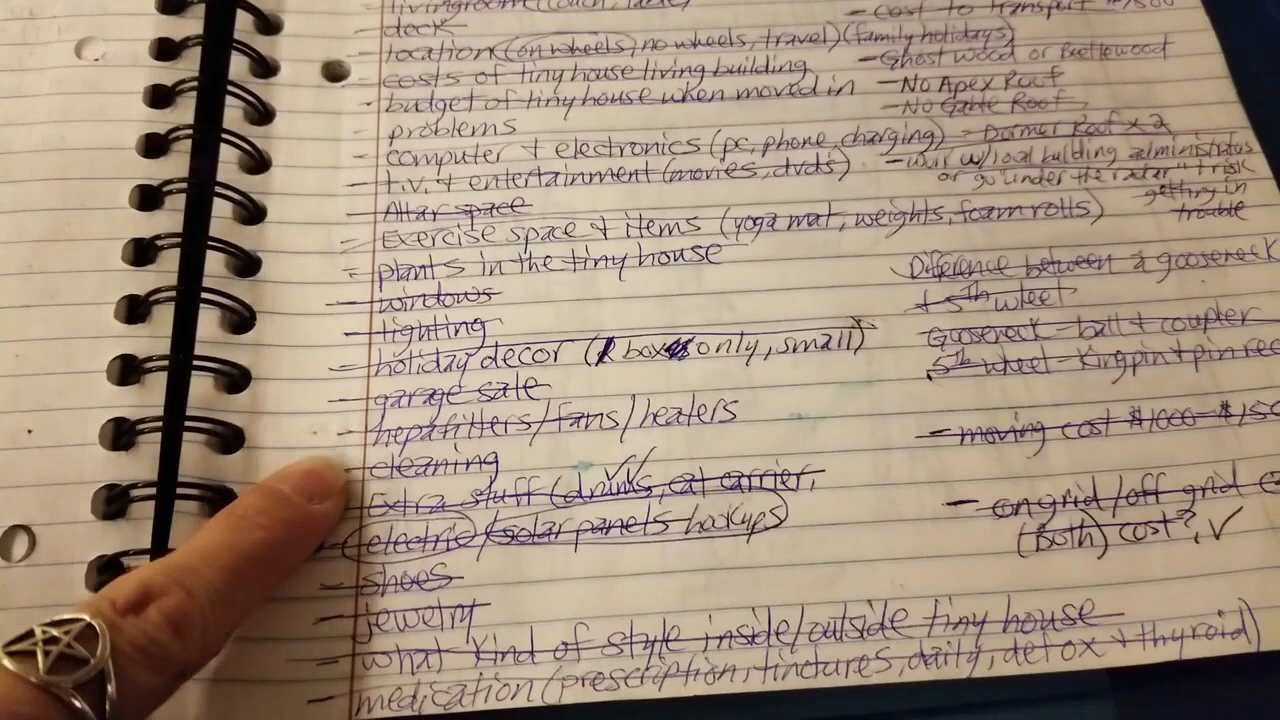 - livingroom (couch, table)
- deck
- location (on wheels, no wheels, travel) (family holidays)
- costs of tiny house living building
- budget of tiny house when moved in
- problems
- computer + electronics (pc, phone, charging)
- t.v. + entertainment (movies, dvds)
- Altar space
- Exercise space + items (yoga mat, weights, foam rolls)
- plants in the tiny house
- windows
- lighting
- holiday decor (1 box only, small)
- garage sale
- hepafilters/fans/heaters
- cleaning
- Extra stuff (drinks, cat carrier,
- electric/(solar panels hookups)
- shoes
- jewelry
- what kind of style inside/outside tiny house
- medication (prescription, tinctures, daily, detox + thyroid)
- cost to transport
- Ghost wood or Beetlewood
- No Apex Roof
- No Gable Roof
- Dormer Roof x 2
- w/local building administrators
or go "under the radar" + risk
getting in
trouble
Difference between a gooseneck
+ 5th wheel
Gooseneck - ball + coupler
5th wheel - Kingpin + pin
- moving cost $1000 -
- on grid/off grid
(both) cost? ✓